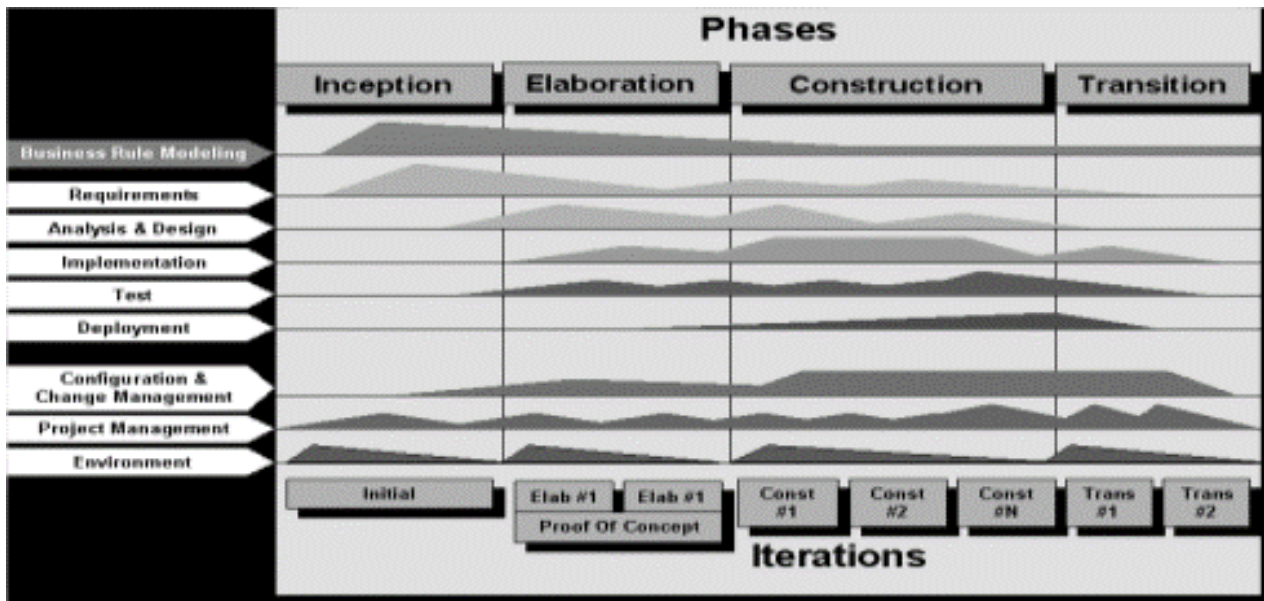 Phases
Inception
Elaboration
Construction
Transition
Business Rule Modeling
Requirements
Analysis & Design
Implementation
Test
Deployment
Configuration &
Change Management
Project Management
Environment
Initial
Elab #1
Elab #1
Proof Of Concept
Const
#1
Const
#2
Const
#N
Trans
#1
Trans
#2
Iterations